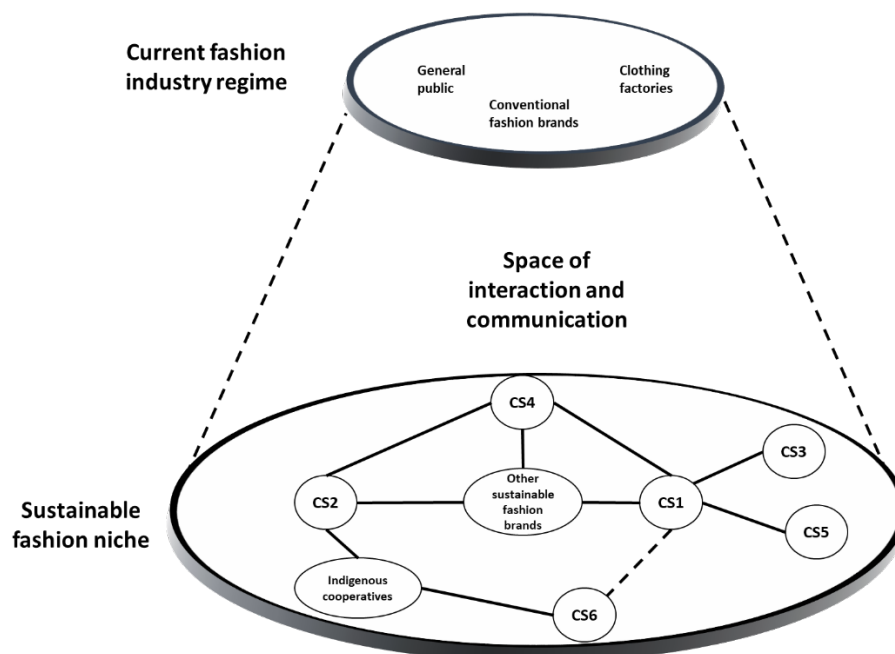 Current fashion
industry regime
General
public
Clothing
factories
Conventional
fashion brands
Space of
interaction and
communication
CS4
CS3
CS2
Other
sustainable
fashion
brands
CS1
Sustainable
fashion niche
CS5
Indigenous
cooperatives
CS6